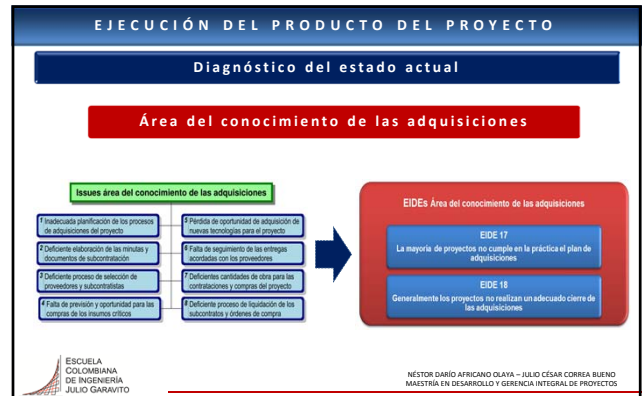 EJECUCIÓN DEL PRODUCTO DEL PROYECTO
Diagnóstico del estado actual
Área del conocimiento de las adquisiciones
Issues área del conocimiento de las adquisiciones
1 Inadecuada planificación de los procesos
de adquisiciones del proyecto
2 Deficiente elaboración de las minutas y
documentos de subcontratación
3 Deficiente proceso de selección de
proveedores y subcontratistas
4 Falta de previsión y oportunidad para las
compras de los insumos críticos
5 Pérdida de oportunidad de adquisición de
nuevas tecnologías para el proyecto
6 Falta de seguimiento de las entregas
acordadas con los proveedores
7 Deficientes cantidades de obra para las
contrataciones y compras del proyecto
8 Deficiente proceso de liquidación de los
subcontratos y órdenes de compra
EIDEs Área del conocimiento de las adquisiciones
EIDE 17
La mayoría de proyectos no cumple en la práctica el plan de
adquisiciones
EIDE 18
Generalmente los proyectos no realizan un adecuado cierre de
las adquisiciones
ESCUELA
COLOMBIANA
DE INGENIERÍA
JULIO GARAVITO
NÉSTOR DARÍO AFRICANO OLAYA – JULIO CÉSAR CORREA BUENO
MAESTRÍA EN DESARROLLO Y GERENCIA INTEGRAL DE PROYECTOS